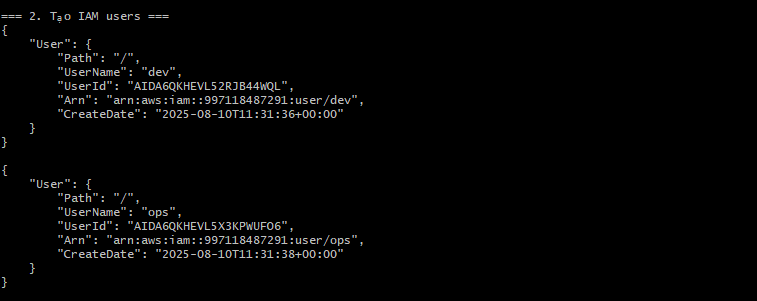 === 2. Tạo IAM users ===
{
    "User": {
        "Path": "/",
        "UserName": "dev",
        "UserId": "AIDA6QKHEVL52RJB44WQL",
        "Arn": "arn:aws:iam::997118487291:user/dev",
        "CreateDate": "2025-08-10T11:31:36+00:00"
    }
}
{
    "User": {
        "Path": "/",
        "UserName": "ops",
        "UserId": "AIDA6QKHEVL5X3KPWUFO6",
        "Arn": "arn:aws:iam::997118487291:user/ops",
        "CreateDate": "2025-08-10T11:31:38+00:00"
    }
}